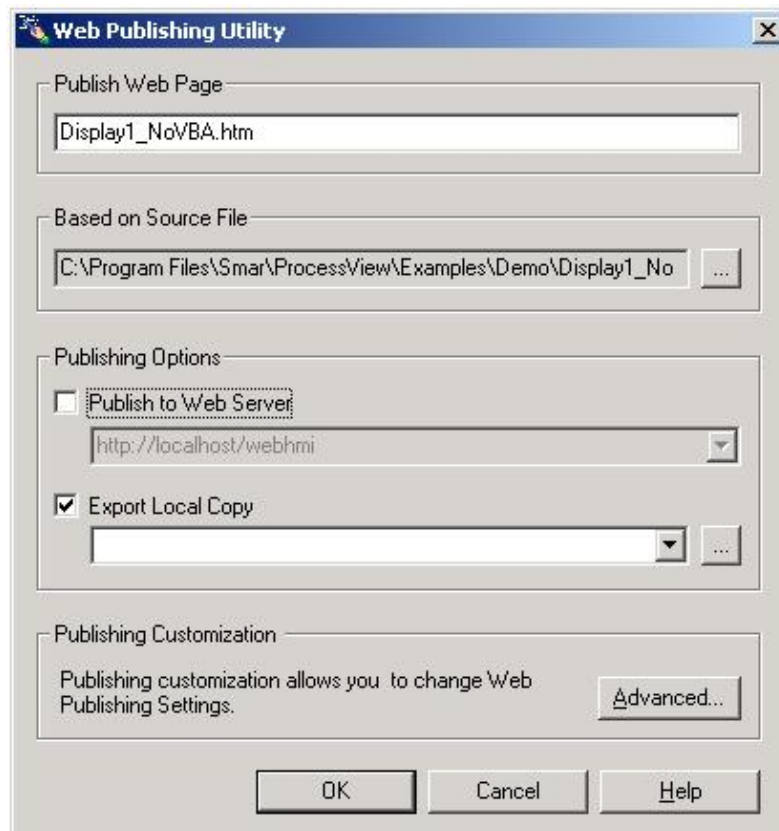 Web Publishing Utility
Publish Web Page
Display1_NoVBA.htm
Based on Source File
C:\Program Files\Smar\ProcessView\Examples\Demo\Display1_No
...
Publishing Options
Publish to Web Server
http://localhost/webhmi
Export Local Copy
...
Publishing Customization
Publishing customization allows you to change Web
Publishing Settings.
Advanced...
OK Cancel Help